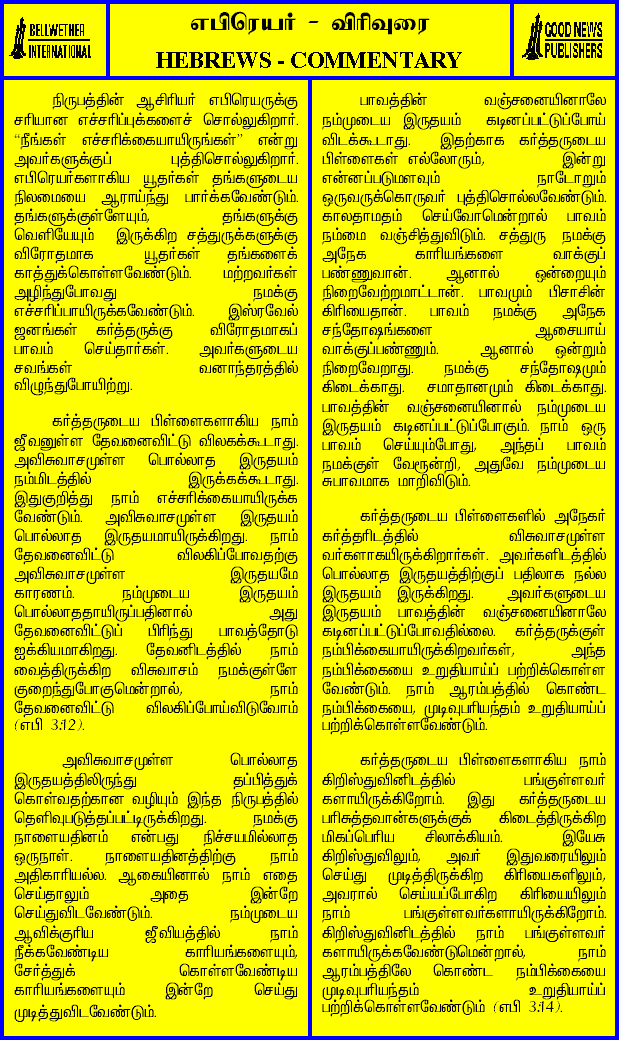 BELLWETHER
INTERNATIONAL
எபிரெயர் - விரிவுரை
HEBREWS - COMMENTARY
GOOD NEWS
PUBLISHERS
நிருபத்தின் ஆசிரியர் எபிரெயருக்கு
சரியான எச்சரிப்புக்களைச் சொல்லுகிறார்.
“நீங்கள் எச்சரிக்கையாயிருங்கள்” என்று
அவர்களுக்குப் புத்திசொல்லுகிறார்.
எபிரெயர்களாகிய யூதர்கள் தங்களுடைய
நிலமையை ஆராய்ந்து பார்க்கவேண்டும்.
தங்களுக்குள்ளேயும், தங்களுக்கு
வெளியேயும் இருக்கிற சத்துருக்களுக்கு
விரோதமாக யூதர்கள் தங்களைக்
காத்துக்கொள்ளவேண்டும். மற்றவர்கள்
அழிந்துபோவது நமக்கு
எச்சரிப்பாயிருக்கவேண்டும். இஸ்ரவேல்
ஜனங்கள் கர்த்தருக்கு விரோதமாகப்
பாவம் செய்தார்கள். அவர்களுடைய
சவங்கள் வனாந்தரத்தில்
விழுந்துபோயிற்று.
கர்த்தருடைய பிள்ளைகளாகிய நாம்
ஜீவனுள்ள தேவனைவிட்டு விலகக்கூடாது.
அவிசுவாசமுள்ள பொல்லாத இருதயம்
நம்மிடத்தில் இருக்கக்கூடாது.
இதுகுறித்து நாம் எச்சரிக்கையாயிருக்க
வேண்டும். அவிசுவாசமுள்ள இருதயம்
பொல்லாத இருதயமாயிருக்கிறது. நாம்
தேவனைவிட்டு விலகிப்போவதற்கு
அவிசுவாசமுள்ள இருதயமே
காரணம். நம்முடைய இருதயம்
பொல்லாததாயிருப்பதினால் அது
தேவனைவிட்டுப் பிரிந்து பாவத்தோடு
ஐக்கியமாகிறது. தேவனிடத்தில் நாம்
வைத்திருக்கிற விசுவாசம் நமக்குள்ளே
குறைந்துபோகுமென்றால், நாம்
தேவனைவிட்டு விலகிப்போய்விடுவோம்
(எபி 3:12).
அவிசுவாசமுள்ள பொல்லாத
இருதயத்திலிருந்து தப்பித்துக்
கொள்வதற்கான வழியும் இந்த நிருபத்தில்
தெளிவுபடுத்தப்பட்டிருக்கிறது. நமக்கு
நாளையதினம் என்பது நிச்சயமில்லாத
ஒருநாள். நாளையதினத்திற்கு நாம்
அதிகாரியல்ல. ஆகையினால் நாம் எதை
செய்தாலும் அதை இன்றே
செய்துவிடவேண்டும். நம்முடைய
ஆவிக்குரிய ஜீவியத்தில் நாம்
நீக்கவேண்டிய காரியங்களையும்,
சேர்த்துக் கொள்ளவேண்டிய
காரியங்களையும் இன்றே செய்து
முடித்துவிடவேண்டும்.
பாவத்தின் வஞ்சனையினாலே
நம்முடைய இருதயம் கடினப்பட்டுப்போய்
விடக்கூடாது. இதற்காக கர்த்தருடைய
பிள்ளைகள் எல்லோரும், இன்று
என்னப்படுமளவும் நாடோறும்
ஒருவருக்கொருவர் புத்திசொல்லவேண்டும்.
காலதாமதம் செய்வோமென்றால் பாவம்
நம்மை வஞ்சித்துவிடும். சத்துரு நமக்கு
அநேக காரியங்களை வாக்குப்
பண்ணுவான். ஆனால் ஒன்றையும்
நிறைவேற்றமாட்டான். பாவமும் பிசாசின்
கிரியைதான். பாவம் நமக்கு அநேக
சந்தோஷங்களை ஆசையாய்
வாக்குப்பண்ணும். ஆனால் ஒன்றும்
நிறைவேறாது. நமக்கு சந்தோஷமும்
கிடைக்காது. சமாதானமும் கிடைக்காது.
பாவத்தின் வஞ்சனையினால் நம்முடைய
இருதயம் கடினப்பட்டுப்போகும். நாம் ஒரு
பாவம் செய்யும்போது, அந்தப் பாவம்
நமக்குள் வேரூன்றி, அதுவே நம்முடைய
சுபாவமாக மாறிவிடும்.
கர்த்தருடைய பிள்ளைகளில் அநேகர்
கர்த்தரிடத்தில் விசுவாசமுள்ள
வர்களாகயிருக்கிறார்கள். அவர்களிடத்தில்
பொல்லாத இருதயத்திற்குப் பதிலாக நல்ல
இருதயம் இருக்கிறது. அவர்களுடைய
இருதயம் பாவத்தின் வஞ்சனையினாலே
கடினப்பட்டுப்போவதில்லை. கர்த்தருக்குள்
நம்பிக்கையாயிருக்கிறவர்கள், அந்த
நம்பிக்கையை உறுதியாய்ப் பற்றிக்கொள்ள
வேண்டும். நாம் ஆரம்பத்தில் கொண்ட
நம்பிக்கையை, முடிவுபரியந்தம் உறுதியாய்ப்
பற்றிக்கொள்ளவேண்டும்.
கர்த்தருடைய பிள்ளைகளாகிய நாம்
கிறிஸ்துவினிடத்தில் பங்குள்ளவர்
களாயிருக்கிறோம். இது கர்த்தருடைய
பரிசுத்தவான்களுக்குக் கிடைத்திருக்கிற
மிகப்பெரிய சிலாக்கியம். இயேசு
கிறிஸ்துவிலும், அவர் இதுவரையிலும்
செய்து முடித்திருக்கிற கிரியைகளிலும்,
அவரால் செய்யப்போகிற கிரியையிலும்
நாம் பங்குள்ளவர்களாயிருக்கிறோம்.
கிறிஸ்துவினிடத்தில் நாம் பங்குள்ளவர்
களாயிருக்கவேண்டுமென்றால், நாம்
ஆரம்பத்திலே கொண்ட நம்பிக்கையை
முடிவுபரியந்தம் உறுதியாய்ப்
பற்றிக்கொள்ளவேண்டும் (எபி 3:14).